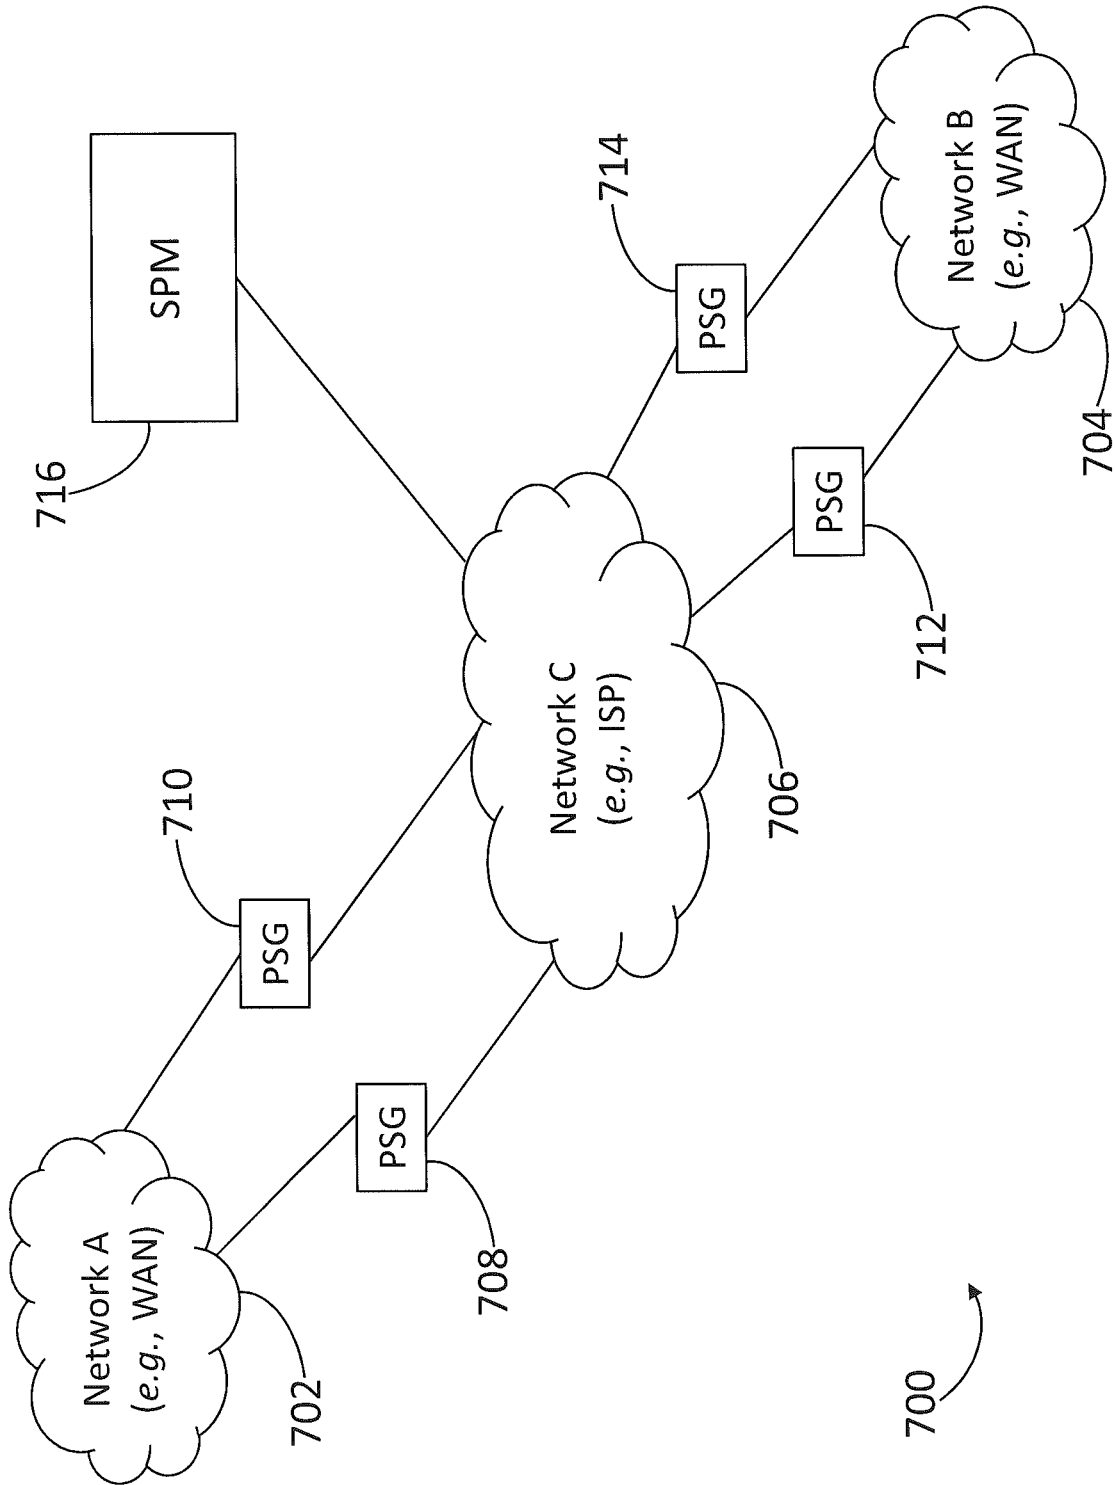 Network A
(e.g., WAN)
702
PSG
708
PSG
710
Network C
(e.g., ISP)
706
SPM
716
PSG
712
PSG
714
Network B
(e.g., WAN)
704
700